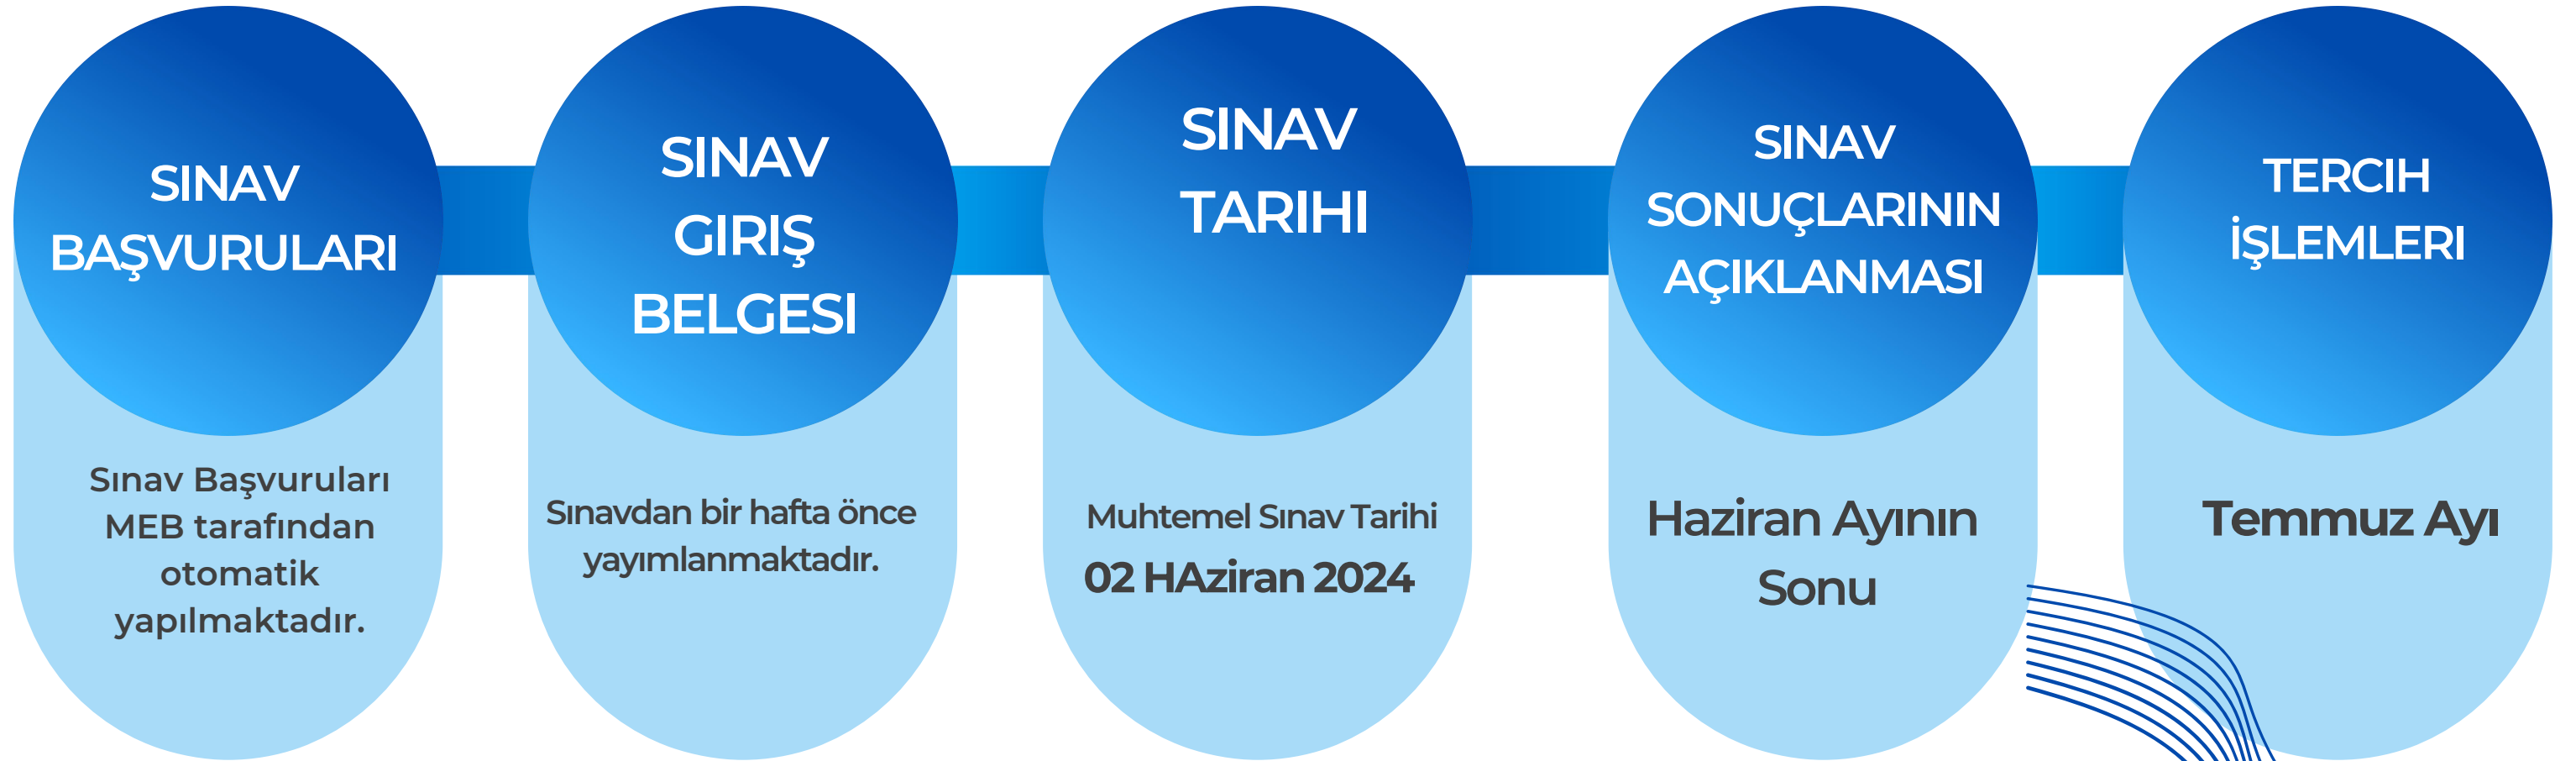 SINAV
BAŞVURULARI
Sınav Başvuruları
MEB tarafından
otomatik
yapılmaktadır.
SINAV
GIRIŞ
BELGESI
Sınavdan bir hafta önce
yayımlanmaktadır.
SINAV
TARIHI
Muhtemel Sınav Tarihi
02 HAziran 2024
SINAV
SONUÇLARININ
AÇIKLANMASI
Haziran Ayının
Sonu
TERCIH
İŞLEMLERI
Temmuz Ayı